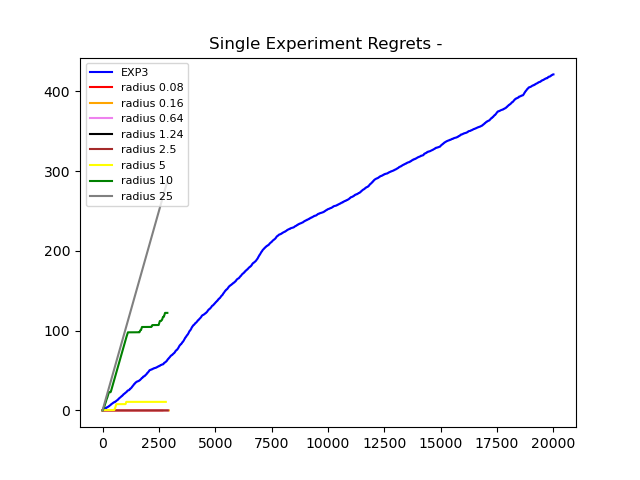 Single Experiment Regrets -
EXP3
radius 0.08
radius 0.16
radius 0.64
radius 1.24
radius 2.5
radius 5
radius 10
radius 25
400
300
200
100
0
0 2500 5000 7500 10000 12500 15000 17500 20000